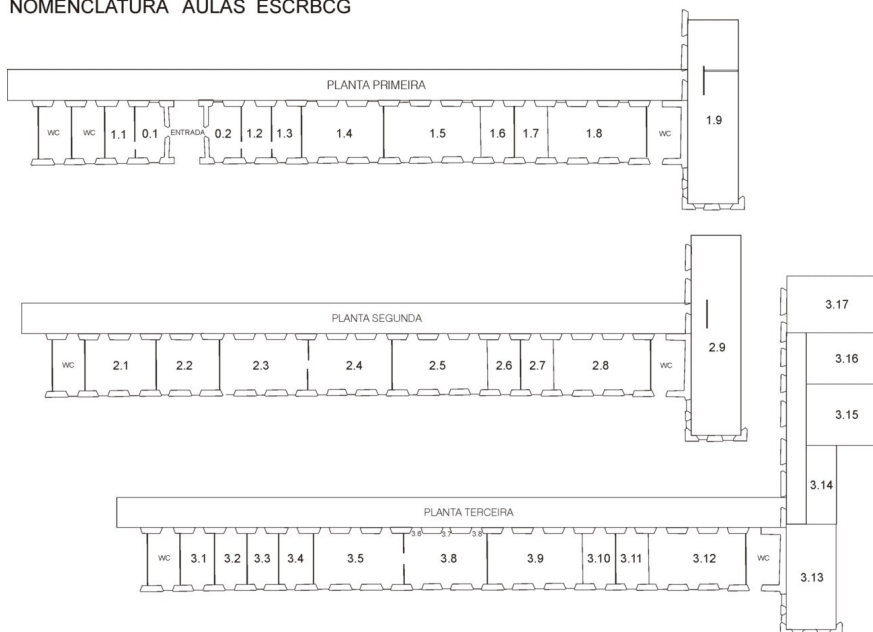 NOMENCLATURA AULAS ESCRBCG
PLANTA PRIMEIRA
WC WC 1.1 0.1 ENTRADA 0.2 1.2 1.3 1.4 1.5 1.6 1.7 1.8 WC 1.9
PLANTA SEGUNDA
WC 2.1 2.2 2.3 2.4 2.5 2.6 2.7 2.8 WC 2.9
3.17
3.16
3.15
3.14
PLANTA TERCEIRA
3.6 3.7 3.8
WC 3.1 3.2 3.3 3.4 3.5 3.8 3.9 3.10 3.11 3.12 WC 3.13